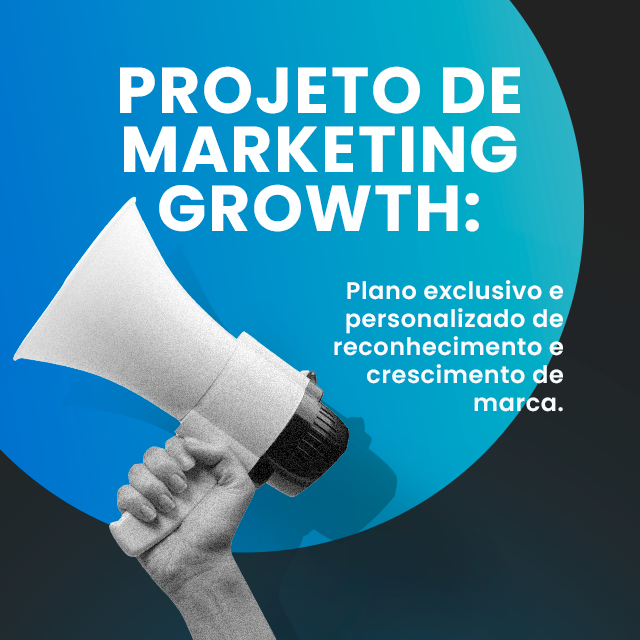 PROJETO DE
MARKETING
GROWTH:
Plano exclusivo e
personalizado de
reconhecimento e
crescimento de
marca.